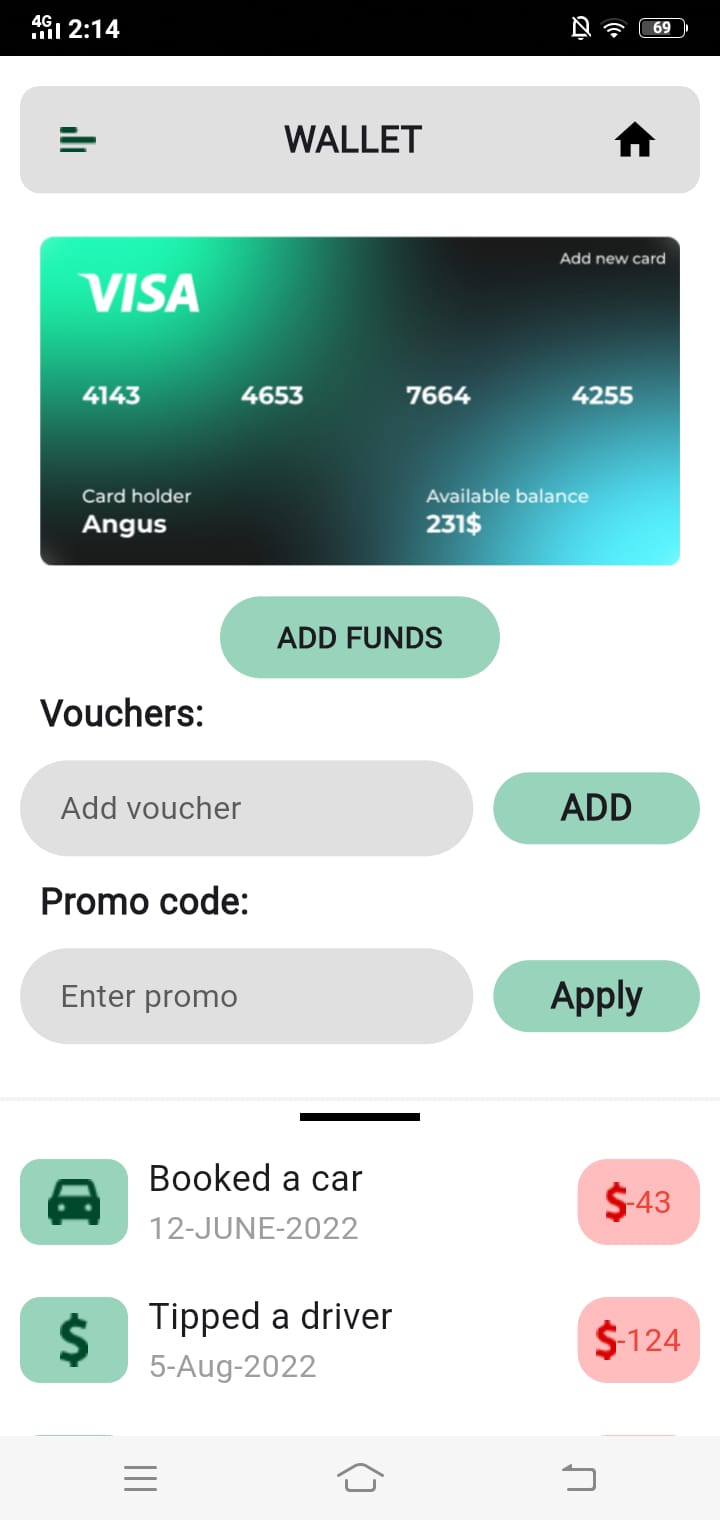 4G 2:14 69
WALLET
Add new card
VISA
4143 4653 7664 4255
Card holder Available balance
Angus 231$
ADD FUNDS
Vouchers:
Add voucher ADD
Promo code:
Enter promo Apply
Booked a car
12-JUNE-2022
$-43
Tipped a driver
5-Aug-2022
$-124